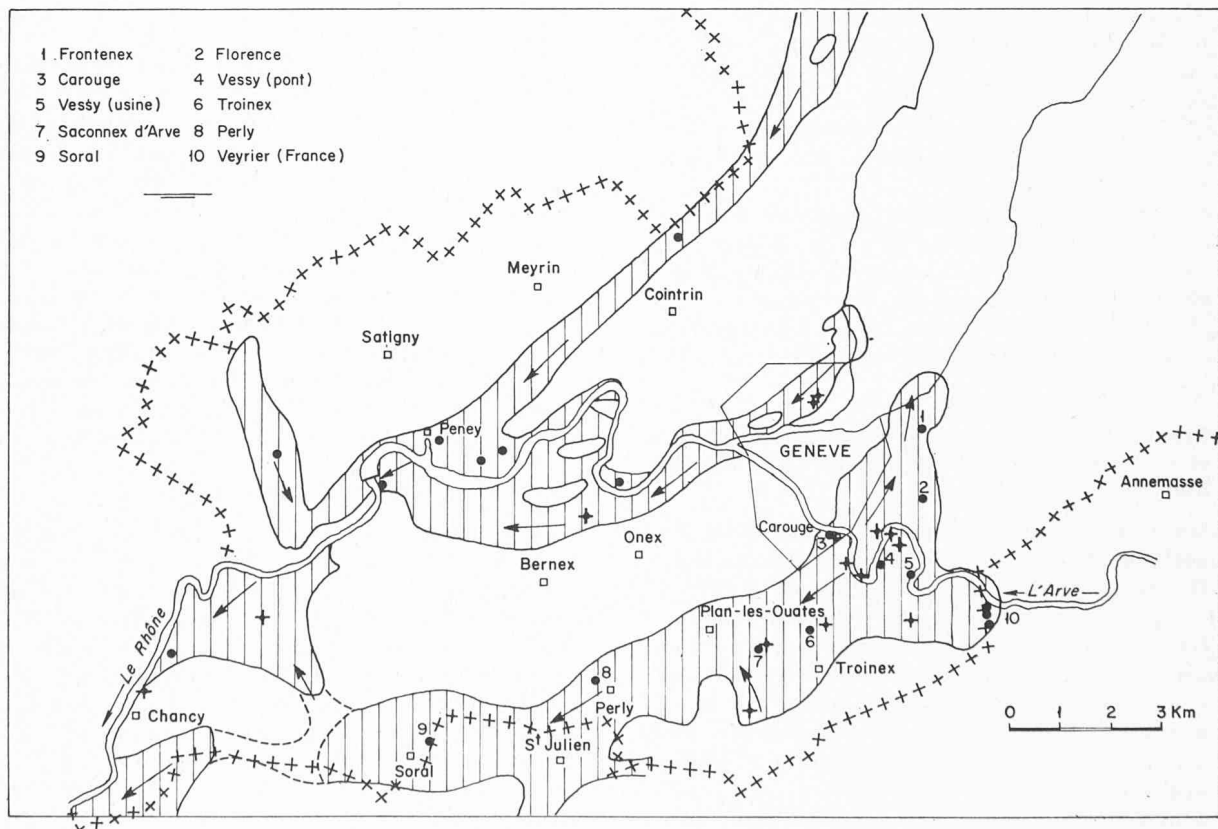 1 Frontenex 2 Florence
3 Carouge 4 Vessy (pont)
5 Vessy (usine) 6 Troinex
7 Saconnex d'Arve 8 Perly
9 Soral 10 Veyrier (France)
Meyrin
Cointrin
Satigny
Peney
GENEVE
1
Annemasse
2
Carouge
3
Onex
4
5
Bernex
L'Arve
10
Plan-les-Ouates
6
7
Troinex
Le Rhône
8
Perly
Chancy
9
Soral
St Julien
0 1 2 3 Km